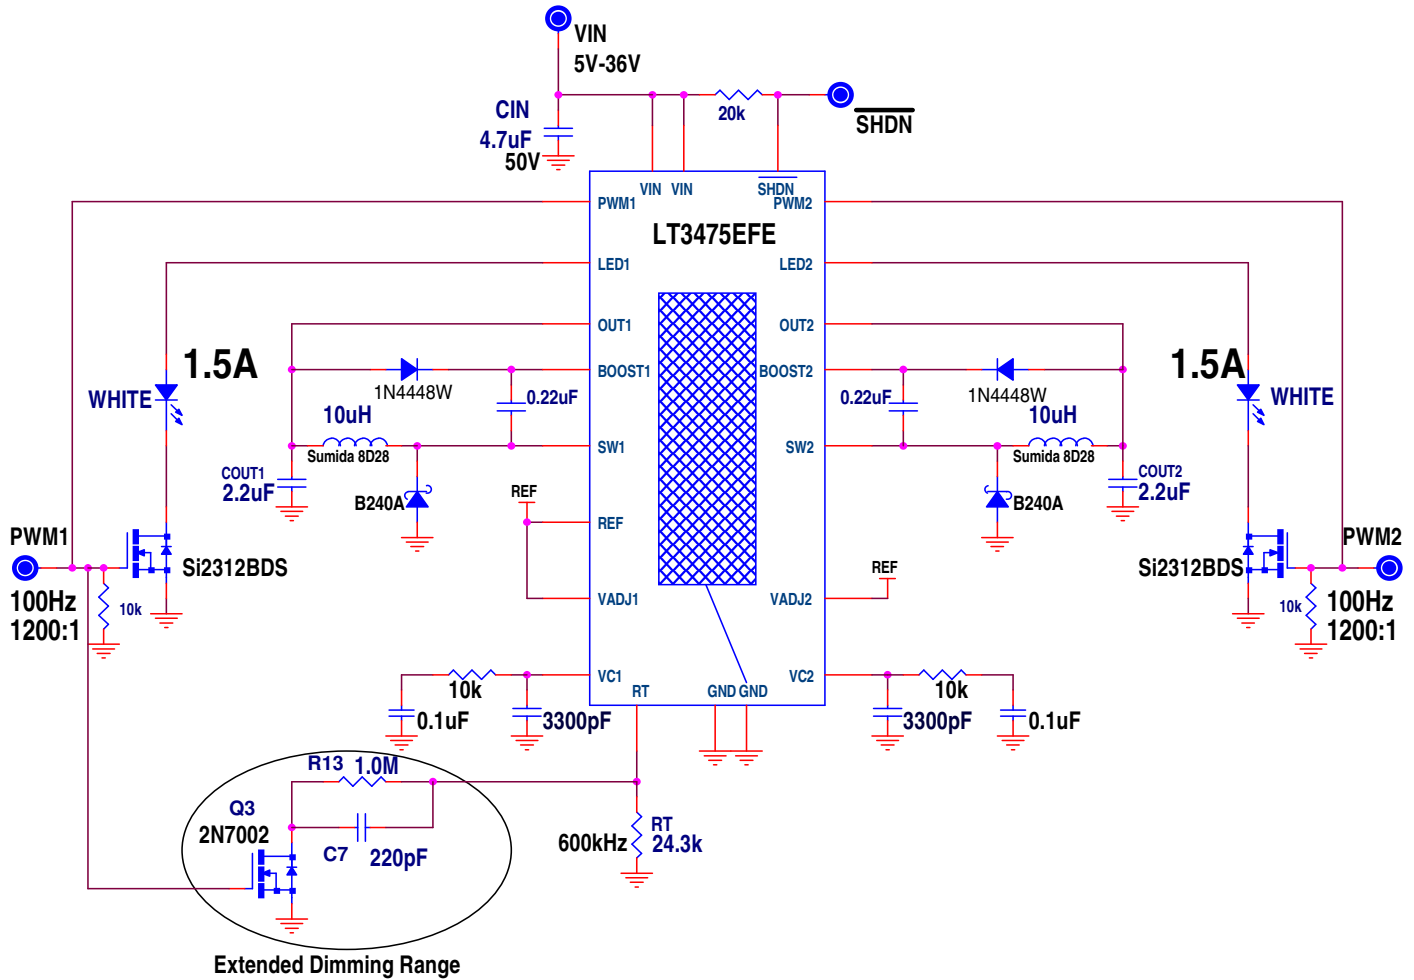 VIN
5V-36V
CIN
4.7uF
50V
20k
SHDN
VIN VIN SHDN
PWM1 PWM2
LT3475EFE
LED1 LED2
OUT1 OUT2
1.5A 1.5A
BOOST1 BOOST2
1N4448W 1N4448W
WHITE 0.22uF 0.22uF WHITE
10uH 10uH
SW1 SW2
Sumida 8D28 Sumida 8D28
COUT1 COUT2
2.2uF 2.2uF
B240A B240A
REF
REF
PWM1 PWM2
Si2312BDS Si2312BDS
REF
VADJ1 VADJ2
100Hz 10k 10k 100Hz
1200:1 1200:1
VC1 VC2
10k RT GND GND 10k
0.1uF 3300pF 3300pF 0.1uF
R13 1.0M
Q3
2N7002
RT
600kHz 24.3k
C7 220pF
Extended Dimming Range